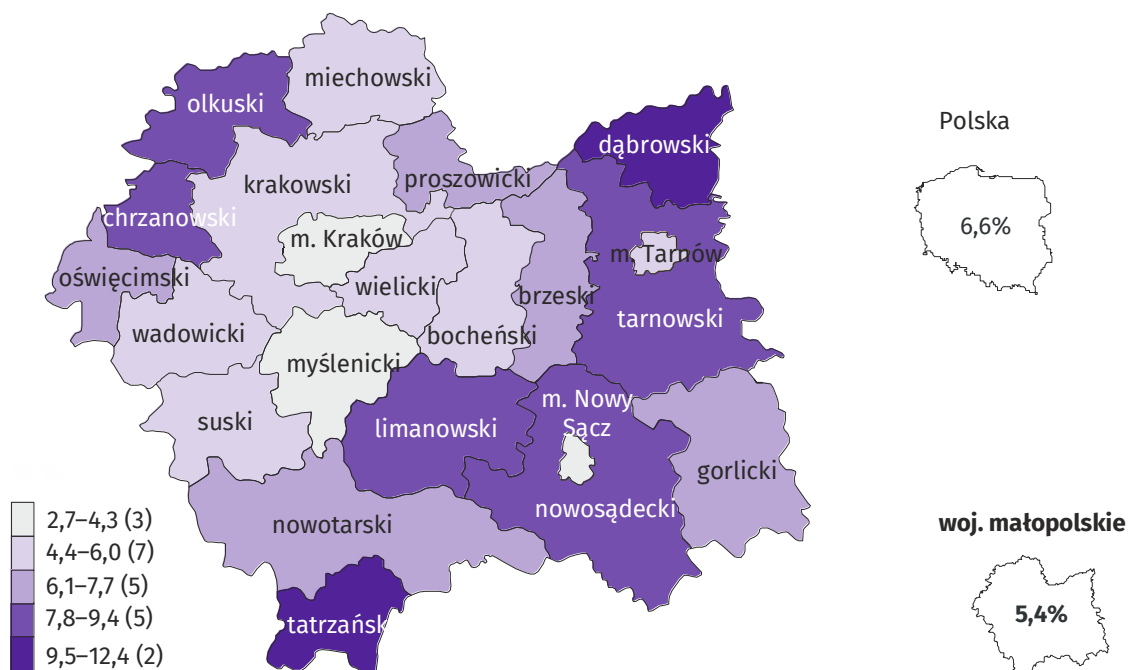 miechowski
olkuski
dąbrowski
Polska
krakowski
proszowicki
chrzanowski
m. Kraków
6,6%
m. Tarnów
oświęcimski
wielicki
brzeski
wadowicki
bocheński
tarnowski
myślenicki
m. Nowy
Sącz
suski
limanowski
gorlicki
nowosądecki
nowotarski
woj. małopolskie
5,4%
tatrzańsk
2,7–4,3 (3)
4,4–6,0 (7)
6,1–7,7 (5)
7,8–9,4 (5)
9,5–12,4 (2)